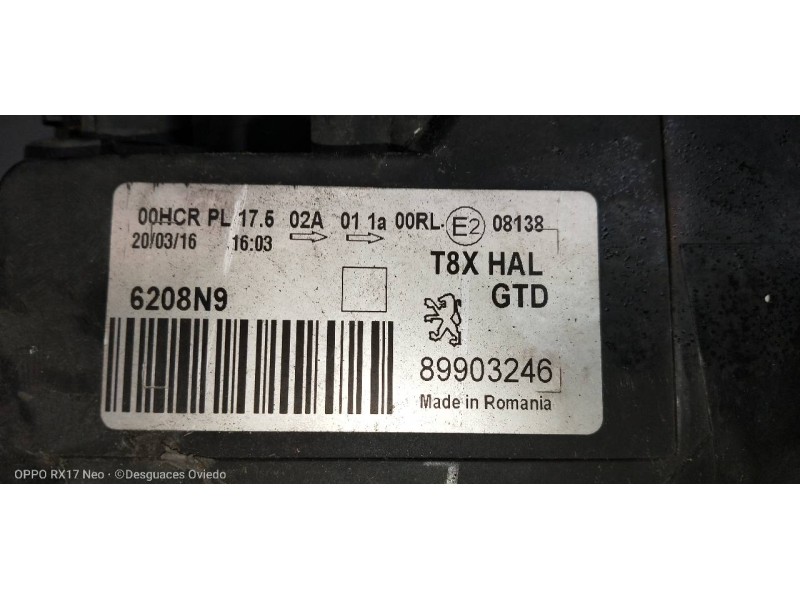 00HCR PL 17.5 02A 01 1a 00RL E2 08138
20/03/16 16:03
T8X HAL
GTD
6208N9
89903246
Made in Romania
OPPO RX17 Neo · ©Desguaces Oviedo